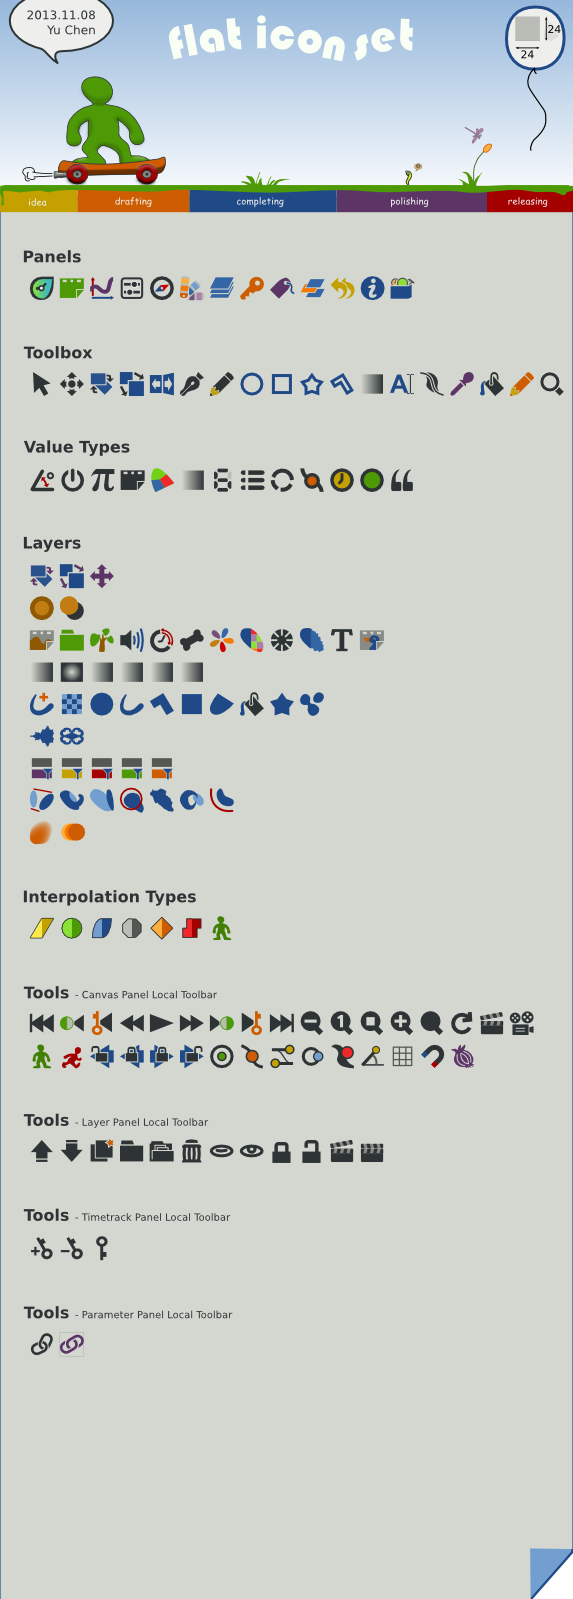 2013.11.08
Yu Chen
flat icon set
24
24
idea
drafting
completing
polishing
releasing
Panels
Toolbox
Value Types
Layers
Interpolation Types
Tools - Canvas Panel Local Toolbar
Tools - Layer Panel Local Toolbar
Tools - Timetrack Panel Local Toolbar
Tools - Parameter Panel Local Toolbar